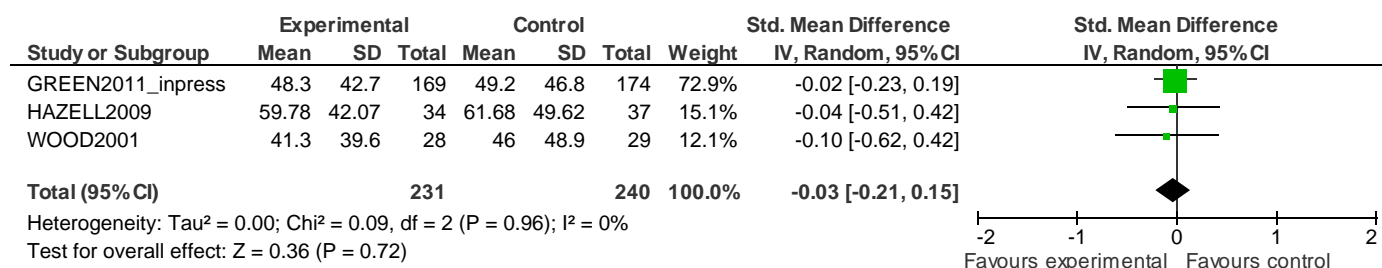 Experimental Control Std. Mean Difference Std. Mean Difference
Study or Subgroup Mean SD Total Mean SD Total Weight IV, Random, 95% CI IV, Random, 95% CI
GREEN2011_inpress 48.3 42.7 169 49.2 46.8 174 72.9% -0.02 [-0.23, 0.19]
HAZELL2009 59.78 42.07 34 61.68 49.62 37 15.1% -0.04 [-0.51, 0.42]
WOOD2001 41.3 39.6 28 46 48.9 29 12.1% -0.10 [-0.62, 0.42]
Total (95% CI) 231 240 100.0% -0.03 [-0.21, 0.15]
Heterogeneity: Tau² = 0.00; Chi² = 0.09, df = 2 (P = 0.96); I² = 0%
Test for overall effect: Z = 0.36 (P = 0.72)
-2 -1 0 1 2
Favours experimental Favours control